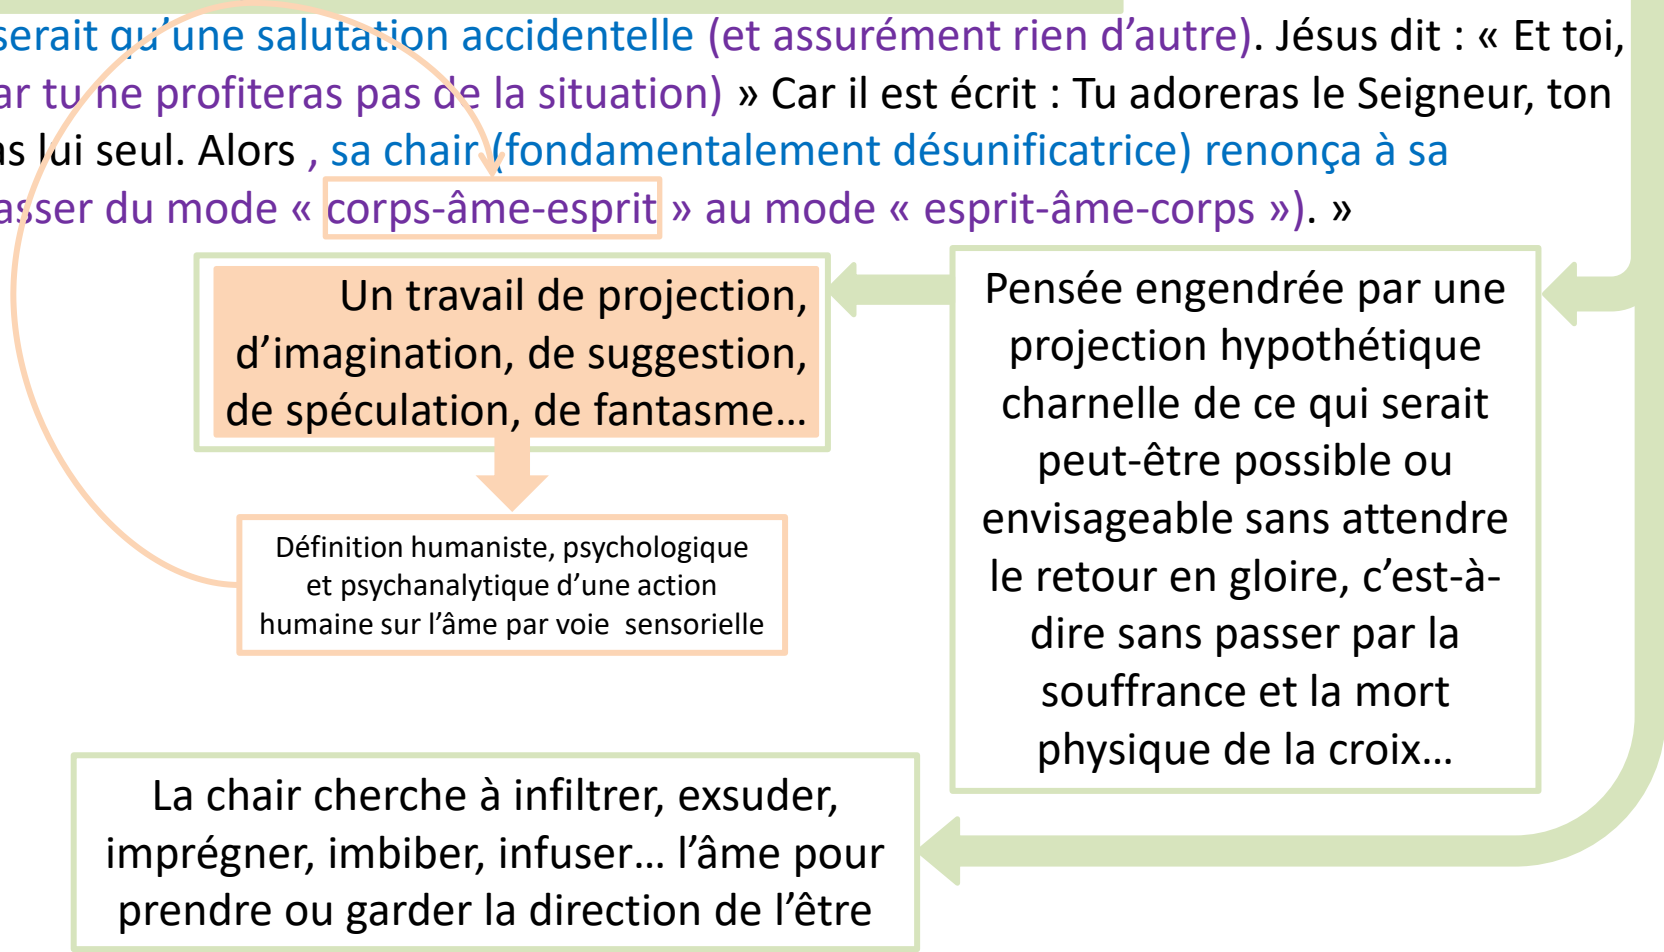 serait qu’une salutation accidentelle (et assurément rien d’autre). Jésus dit : « Et toi,
ar tu ne profiteras pas de la situation) » Car il est écrit : Tu adoreras le Seigneur, ton
as lui seul. Alors , sa chair (fondamentalement désunificatrice) renonça à sa
asser du mode « corps-âme-esprit » au mode « esprit-âme-corps »). »
Un travail de projection,
d’imagination, de suggestion,
de spéculation, de fantasme…
Définition humaniste, psychologique
et psychanalytique d’une action
humaine sur l’âme par voie sensorielle
Pensée engendrée par une
projection hypothétique
charnelle de ce qui serait
peut-être possible ou
envisageable sans attendre
le retour en gloire, c’est-à-
dire sans passer par la
souffrance et la mort
physique de la croix…
La chair cherche à infiltrer, exsuder,
imprégner, imbiber, infuser… l’âme pour
prendre ou garder la direction de l’être